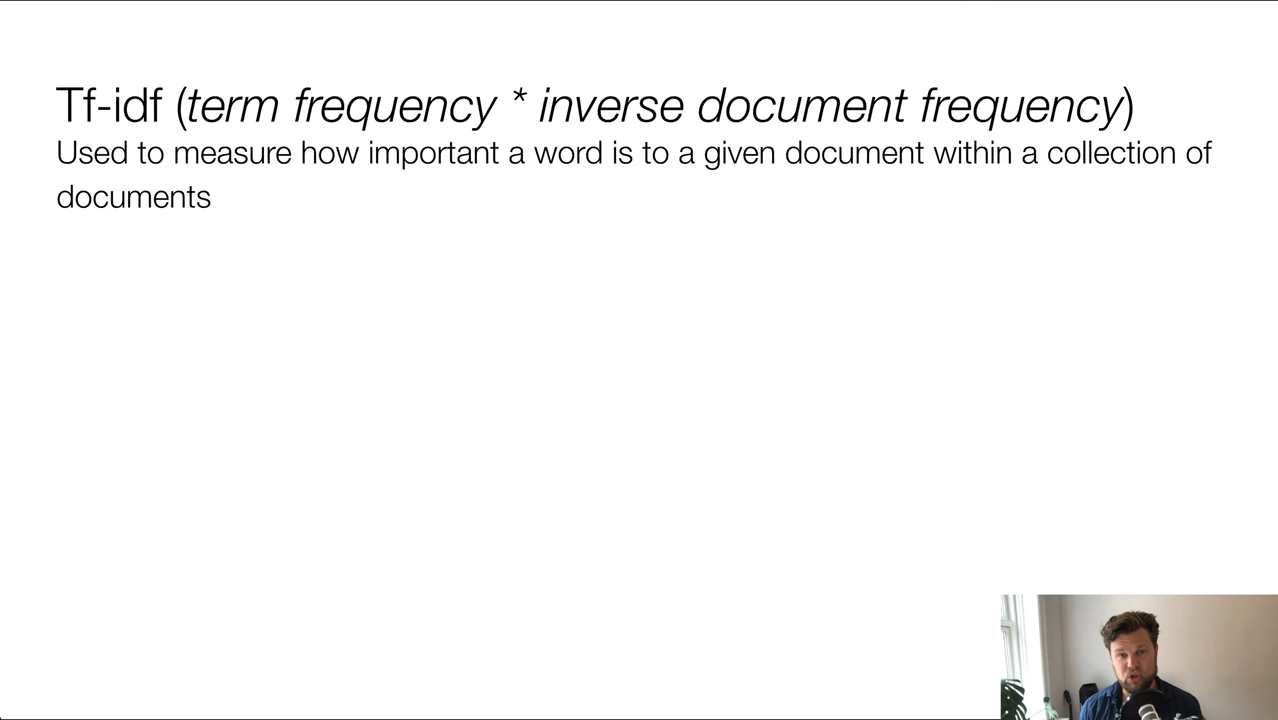 Tf-idf (term frequency * inverse document frequency)
Used to measure how important a word is to a given document within a collection of
documents